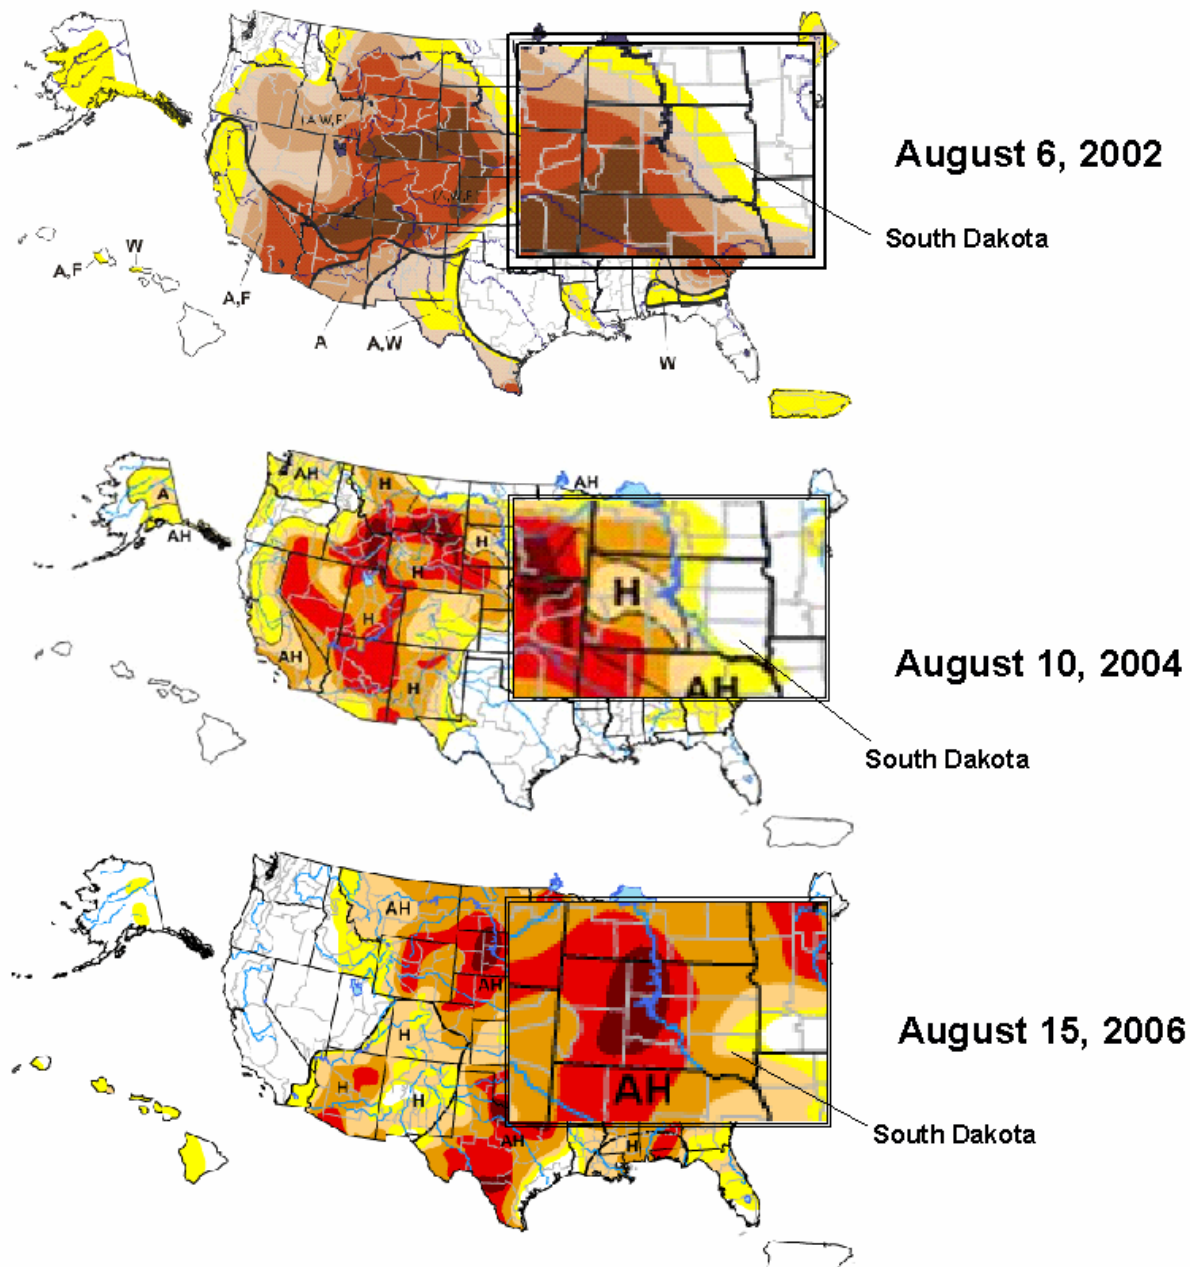 (A,W,F)
August 6, 2002
(A,W,F)
South Dakota
W
A,F
A,F
A
A,W
W
AH
H
AH
A
AH
H
H
H
H
AH
August 10, 2004
AH
H
South Dakota
AH
AH
H
August 15, 2006
H
AH
H
South Dakota
AH
H